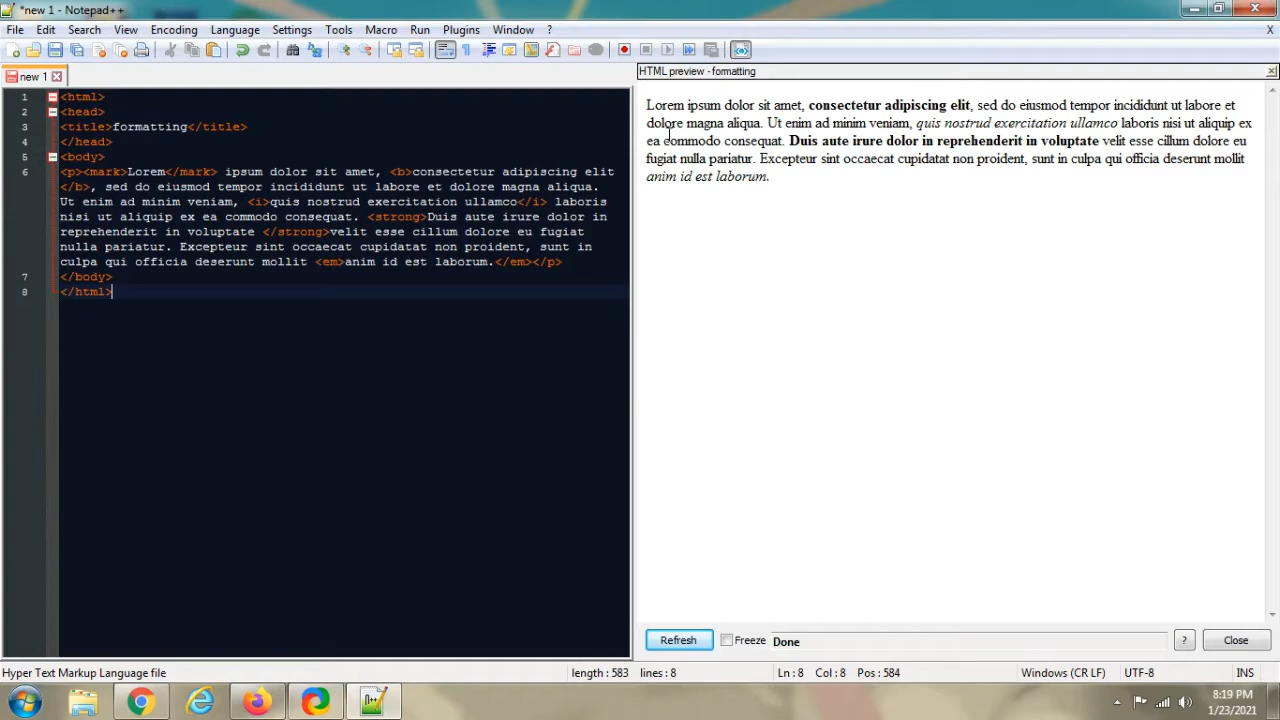 *new 1 - Notepad++
File Edit Search View Encoding Language Settings Tools Macro Run Plugins Window ? X
new 1
HTML preview - formatting
1 <html>
2 <head>
3 <title>formatting</title>
4 </head>
5 <body>
6 <p><mark>Lorem</mark> ipsum dolor sit amet, <b>consectetur adipiscing elit
</b>, sed do eiusmod tempor incididunt ut labore et dolore magna aliqua.
Ut enim ad minim veniam, <i>quis nostrud exercitation ullamco</i> laboris
nisi ut aliquip ex ea commodo consequat. <strong>Duis aute irure dolor in
reprehenderit in voluptate </strong>velit esse cillum dolore eu fugiat
nulla pariatur. Excepteur sint occaecat cupidatat non proident, sunt in
culpa qui officia deserunt mollit <em>anim id est laborum.</em></p>
7 </body>
8 </html>
Lorem ipsum dolor sit amet, consectetur adipiscing elit, sed do eiusmod tempor incididunt ut labore et
dolore magna aliqua. Ut enim ad minim veniam, quis nostrud exercitation ullamco laboris nisi ut aliquip ex
ea commodo consequat. Duis aute irure dolor in reprehenderit in voluptate velit esse cillum dolore eu
fugiat nulla pariatur. Excepteur sint occaecat cupidatat non proident, sunt in culpa qui officia deserunt mollit
anim id est laborum.
Refresh Freeze Done ? Close
Hyper Text Markup Language file length : 583 lines : 8 Ln : 8 Col : 8 Pos : 584 Windows (CR LF) UTF-8 INS
8:19 PM
1/23/2021